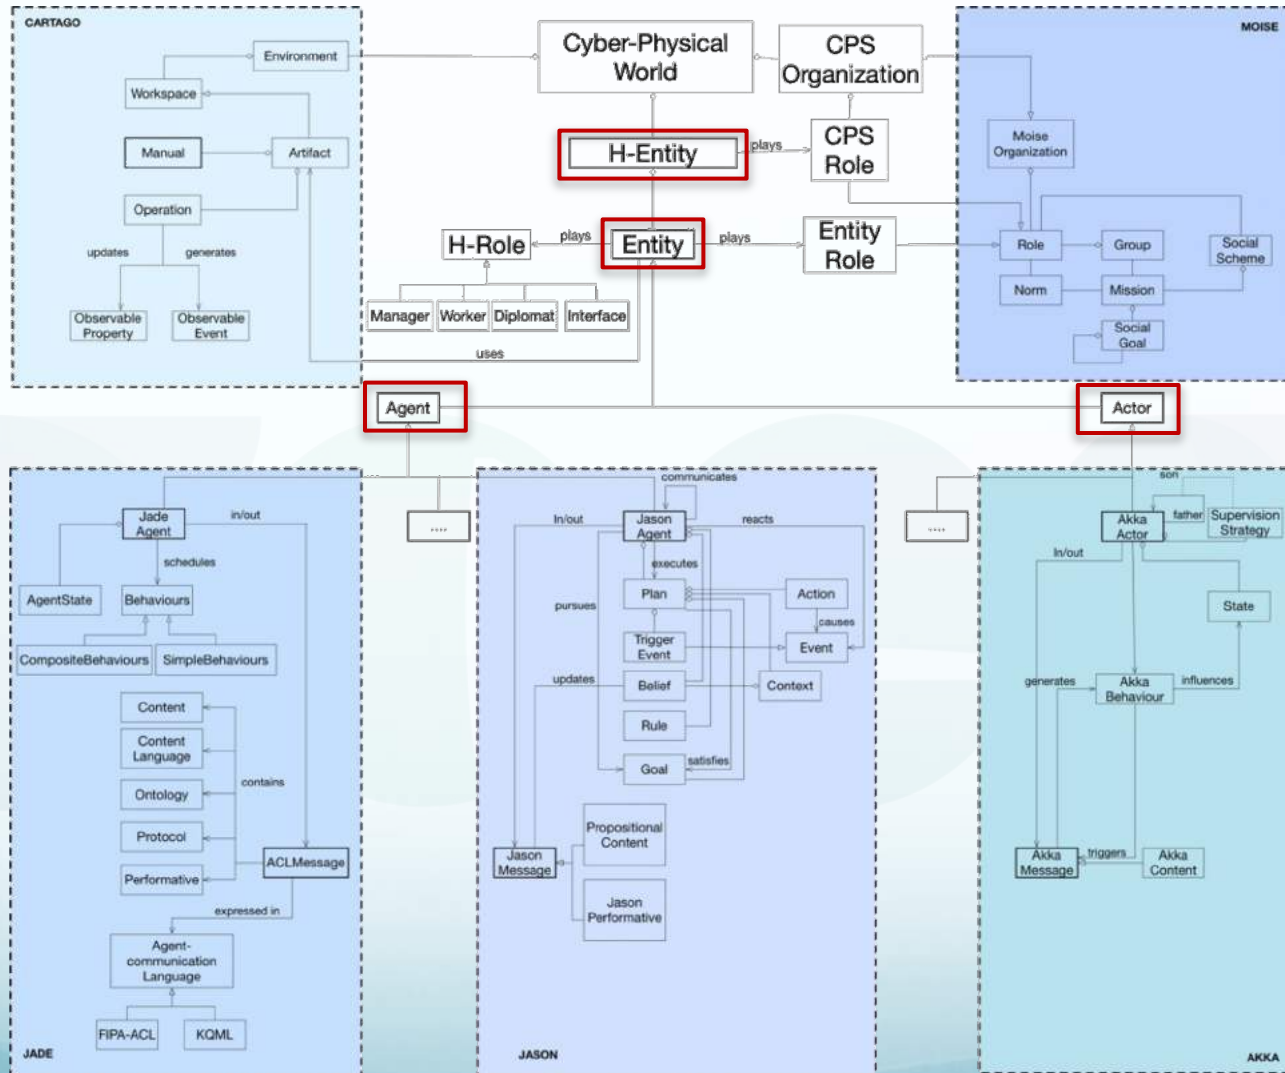 CARTAGO
Environment
Workspace
Manual
Artifact
Operation
updates
generates
Observable
Property
Observable
Event
Cyber-Physical
World
CPS
Organization
H-Entity
plays
CPS
Role
H-Role
plays
Entity
plays
Entity
Role
Manager
Worker
Diplomat
Interface
uses
MOISE
Moise
Organization
Role
Group
Social
Scheme
Norm
Mission
Social
Goal
Agent
Actor
....
....
Jade
Agent
in/out
schedules
AgentState
Behaviours
CompositeBehaviours
SimpleBehaviours
Content
Content
Language
contains
Ontology
Protocol
Performative
ACLMessage
expressed in
Agent-
communication
Language
FIPA-ACL
KQML
JADE
communicates
In/out
Jason
Agent
reacts
executes
Plan
Action
pursues
causes
Trigger
Event
Event
updates
Belief
Context
Rule
Goal
satisfies
Propositional
Content
Jason
Message
Jason
Performative
JASON
son
Akka
Actor
father
Supervision
Strategy
In/out
State
generates
Akka
Behaviour
influences
Akka
Message
triggers
Akka
Content
AKKA